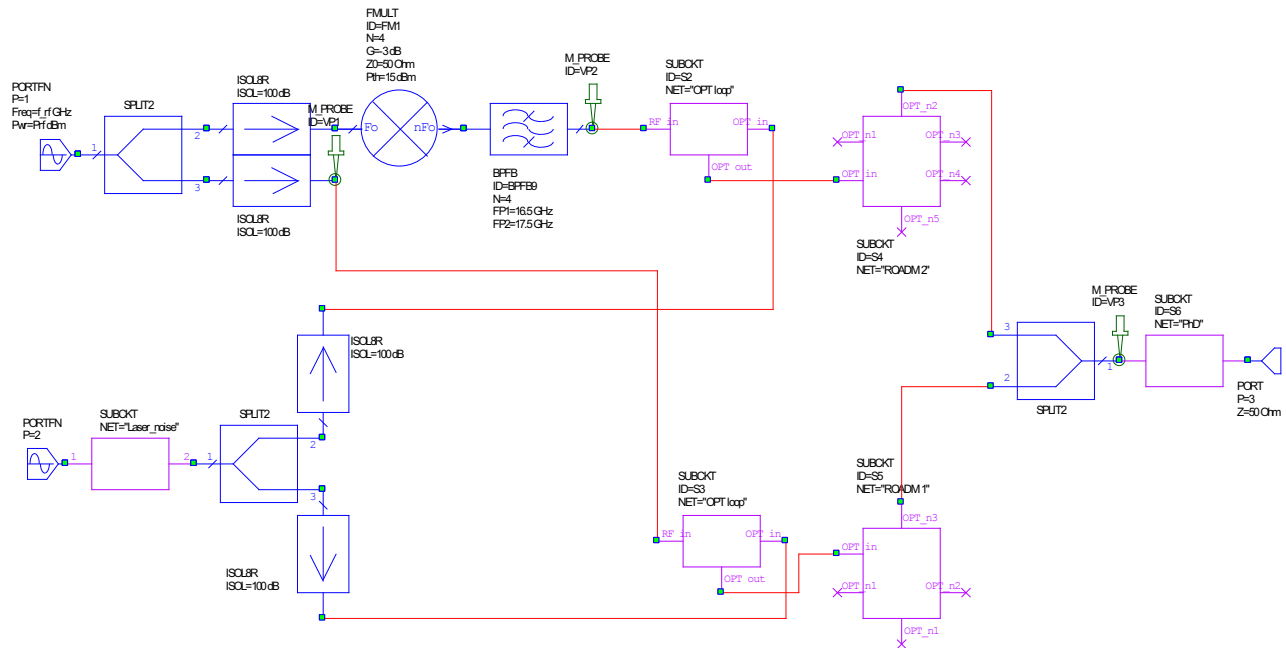 FMULT
ID=FM1
N=4
G=-3 dB
Z0=50 Ohm
Pth=15 dBm
PORTFN
P=1
Freq=f_rf GHz
Pwr=Prf dBm
1
SPLIT2
2
3
ISOL8R
ISOL=100 dB
ISOL8R
ISOL=100 dB
M_PROBE
ID=VP1
Fo
nFo
BPFB
ID=BPFB9
N=4
FP1=16.5 GHz
FP2=17.5 GHz
M_PROBE
ID=VP2
SUBCKT
ID=S2
NET="OPT loop"
RF in
OPT in
OPT out
OPT_n2
OPT_n1
OPT_n3
OPT in
OPT_n4
OPT_n5
SUBCKT
ID=S4
NET="ROADM 2"
M_PROBE
ID=VP3
SUBCKT
ID=S6
NET="PhD"
3
2
1
SPLIT2
PORT
P=3
Z=50 Ohm
ISOL8R
ISOL=100 dB
PORTFN
P=2
SUBCKT
NET="Laser_noise"
1
2
SPLIT2
1
2
3
ISOL8R
ISOL=100 dB
SUBCKT
ID=S3
NET="OPT loop"
RF in
OPT in
OPT out
SUBCKT
ID=S5
NET="ROADM 1"
OPT_n3
OPT in
OPT_n1
OPT_n2
OPT_n1